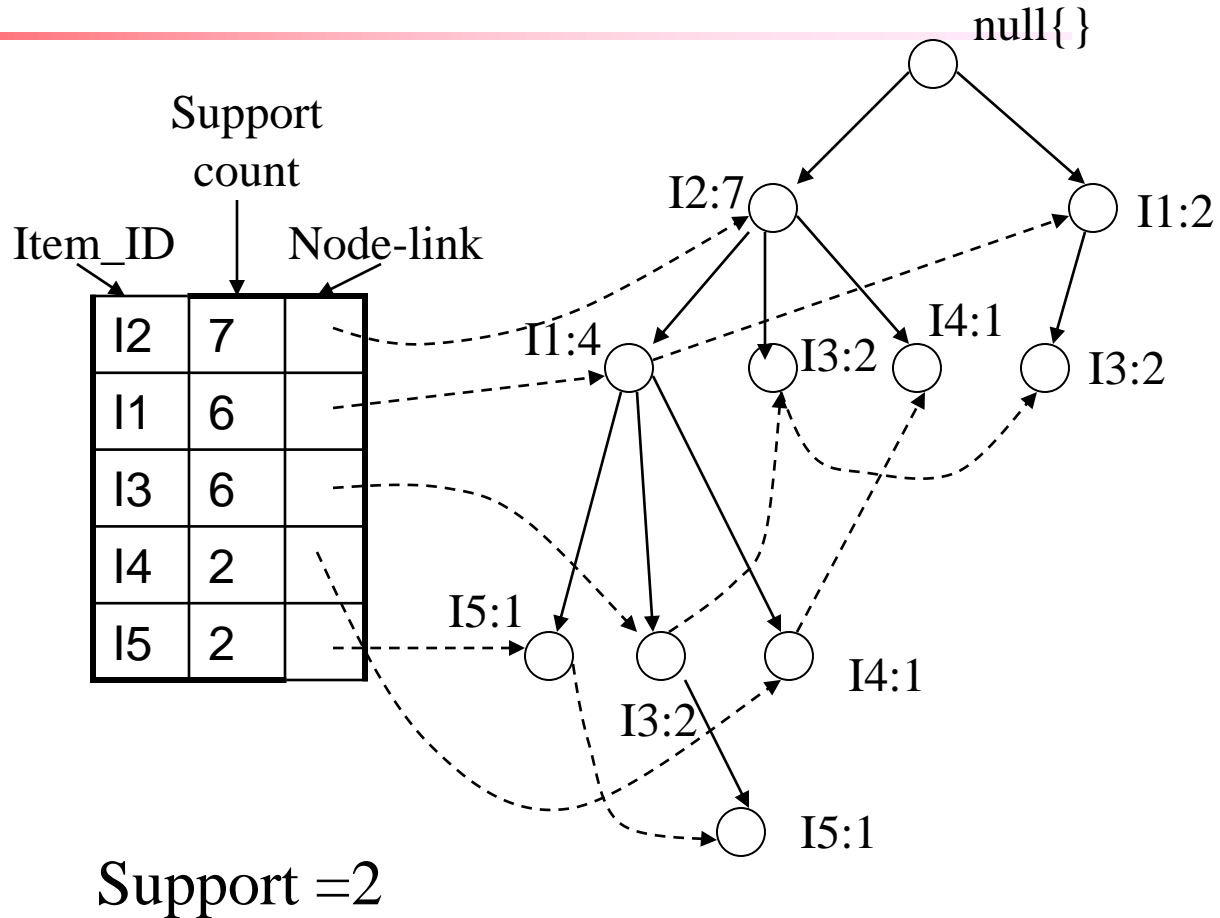 null{}
Support
count
Item_ID
Node-link
I2 7
I1 6
I3 6
I4 2
I5 2
I2:7
I1:2
I1:4
I3:2
I4:1
I3:2
I5:1
I3:2
I4:1
I5:1
Support =2